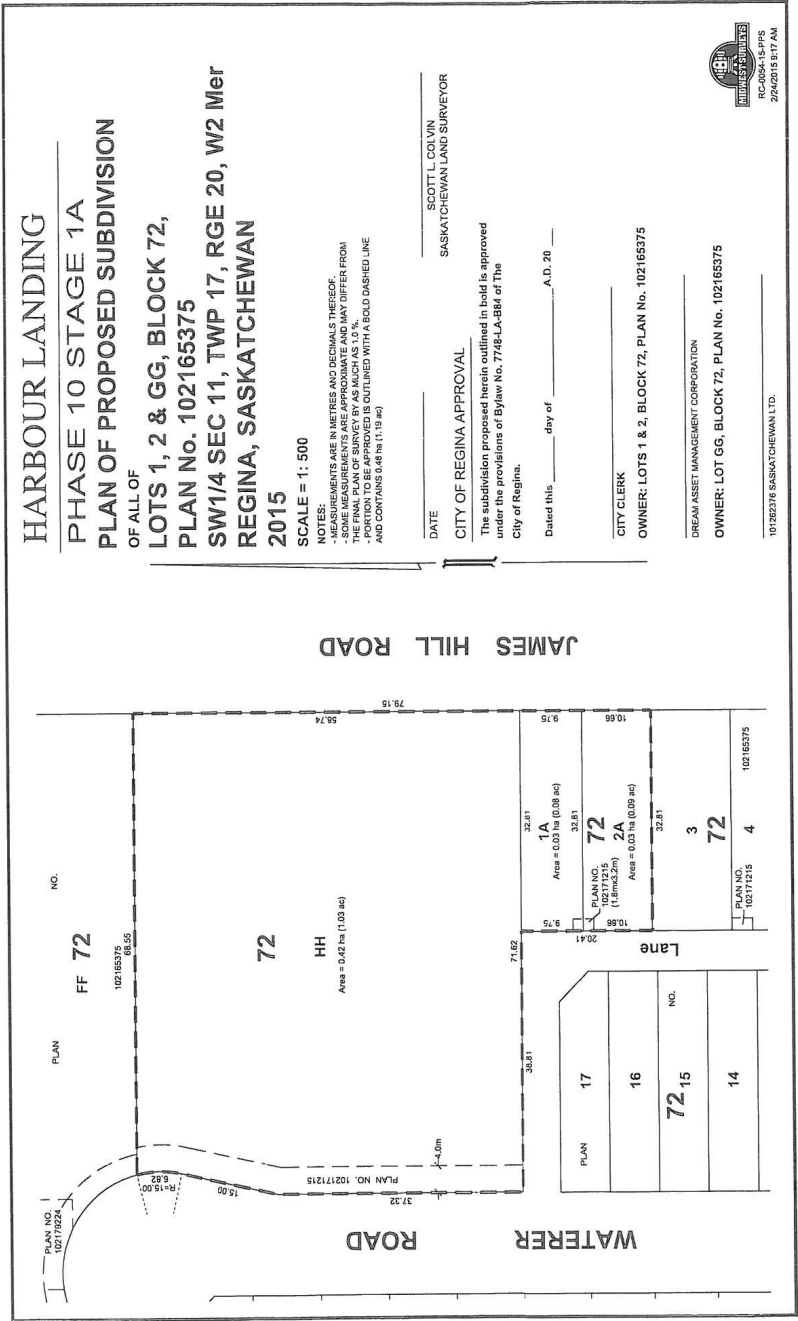 HARBOUR LANDING
PHASE 10 STAGE 1A
PLAN OF PROPOSED SUBDIVISION
OF ALL OF
LOTS 1, 2 & GG, BLOCK 72,
PLAN No. 102165375
SW1/4 SEC 11, TWP 17, RGE 20, W2 Mer
REGINA, SASKATCHEWAN
2015
SCALE = 1: 500
NOTES:
- MEASUREMENTS ARE IN METRES AND DECIMALS THEREOF.
- SOME MEASUREMENTS ARE APPROXIMATE AND MAY DIFFER FROM
THE FINAL PLAN OF SURVEY BY AS MUCH AS 1.0 %.
- PORTION TO BE APPROVED IS OUTLINED WITH A BOLD DASHED LINE
AND CONTAINS 0.48 ha (1.19 ac)
DATE
SCOTT L. COLVIN
SASKATCHEWAN LAND SURVEYOR
CITY OF REGINA APPROVAL
The subdivision proposed herein outlined in bold is approved
under the provisions of Bylaw No. 7748-LA-B84 of The
City of Regina.
Dated this ____ day of ____________ A.D. 20 __
CITY CLERK
OWNER: LOTS 1 & 2, BLOCK 72, PLAN No. 102165375
DREAM ASSET MANAGEMENT CORPORATION
OWNER: LOT GG, BLOCK 72, PLAN No. 102165375
101262376 SASKATCHEWAN LTD.
MIDWEST SURVEYS
RC-0054-15-PPS
2/24/2015 9:17 AM
JAMES HILL ROAD
PLAN NO.
FF 72
102165375
68.55
79.15
58.74
9.75
10.66
72
HH
Area = 0.42 ha (1.03 ac)
32.81
1A
Area = 0.03 ha (0.08 ac)
32.81
72
2A
Area = 0.03 ha (0.09 ac)
PLAN NO.
102171215
(1.8mx3.2m)
32.81
9.75
10.66
20.41
3
72
4
102165375
PLAN NO.
102171215
Lane
71.62
38.81
PLAN NO.
17
16
72 15
14
4.0m
PLAN NO. 102171215
37.32
15.00
R=15.00
6.82
PLAN NO.
102179224
WATERER ROAD